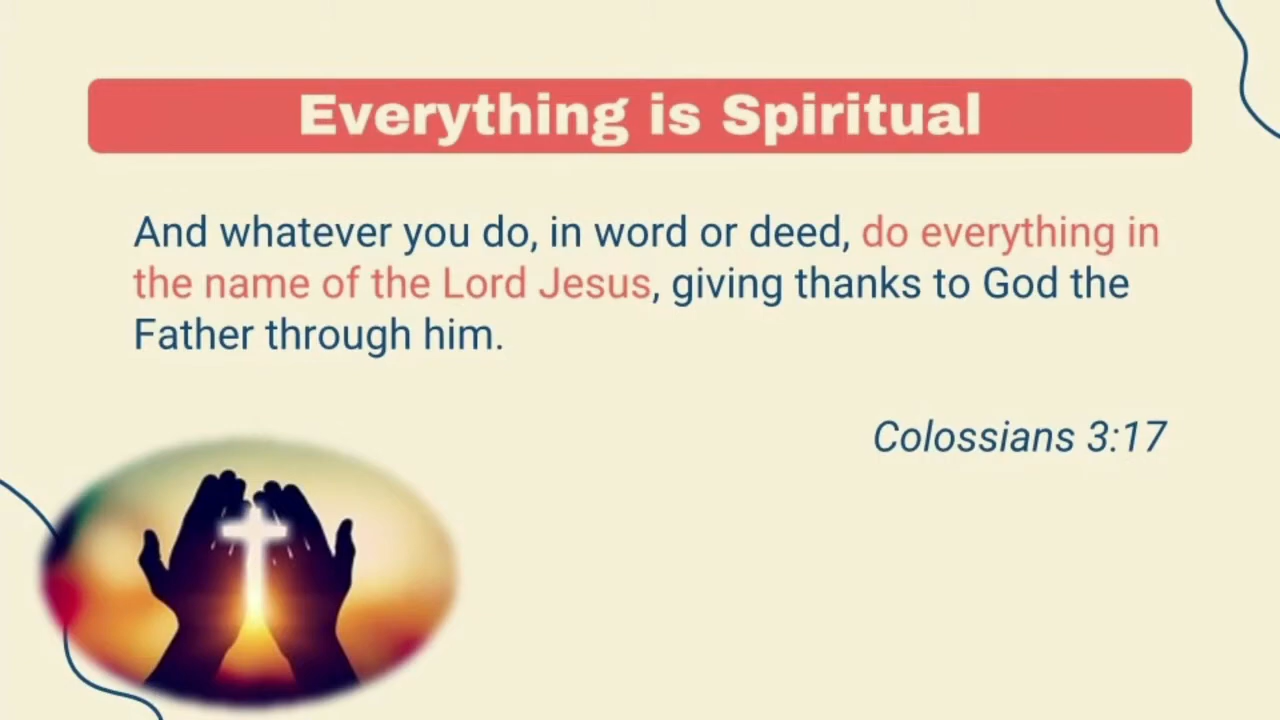 Everything is Spiritual
And whatever you do, in word or deed, do everything in
the name of the Lord Jesus, giving thanks to God the
Father through him.
Colossians 3:17